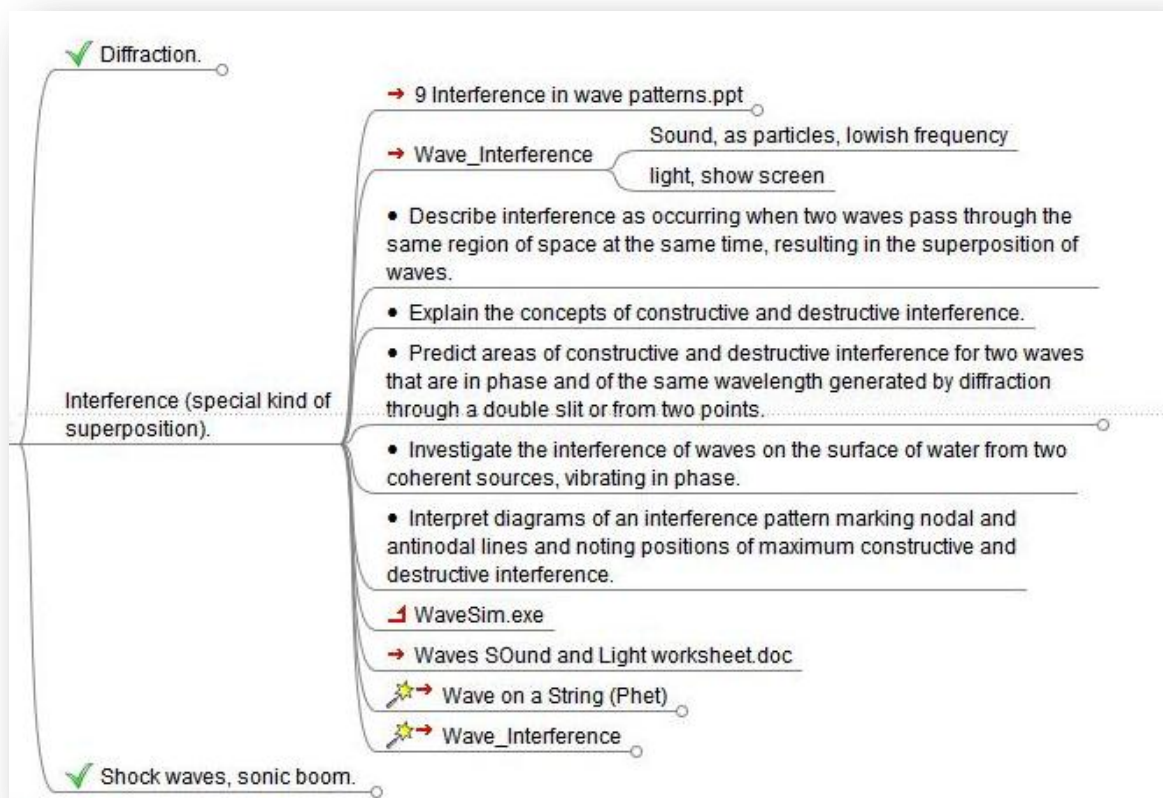 Diffraction.
9 Interference in wave patterns.ppt
Wave_Interference
Sound, as particles, lowish frequency
light, show screen
• Describe interference as occurring when two waves pass through the
same region of space at the same time, resulting in the superposition of
waves.
• Explain the concepts of constructive and destructive interference.
• Predict areas of constructive and destructive interference for two waves
that are in phase and of the same wavelength generated by diffraction
through a double slit or from two points.
Interference (special kind of
superposition).
• Investigate the interference of waves on the surface of water from two
coherent sources, vibrating in phase.
• Interpret diagrams of an interference pattern marking nodal and
antinodal lines and noting positions of maximum constructive and
destructive interference.
WaveSim.exe
Waves SOund and Light worksheet.doc
Wave on a String (Phet)
Wave_Interference
Shock waves, sonic boom.